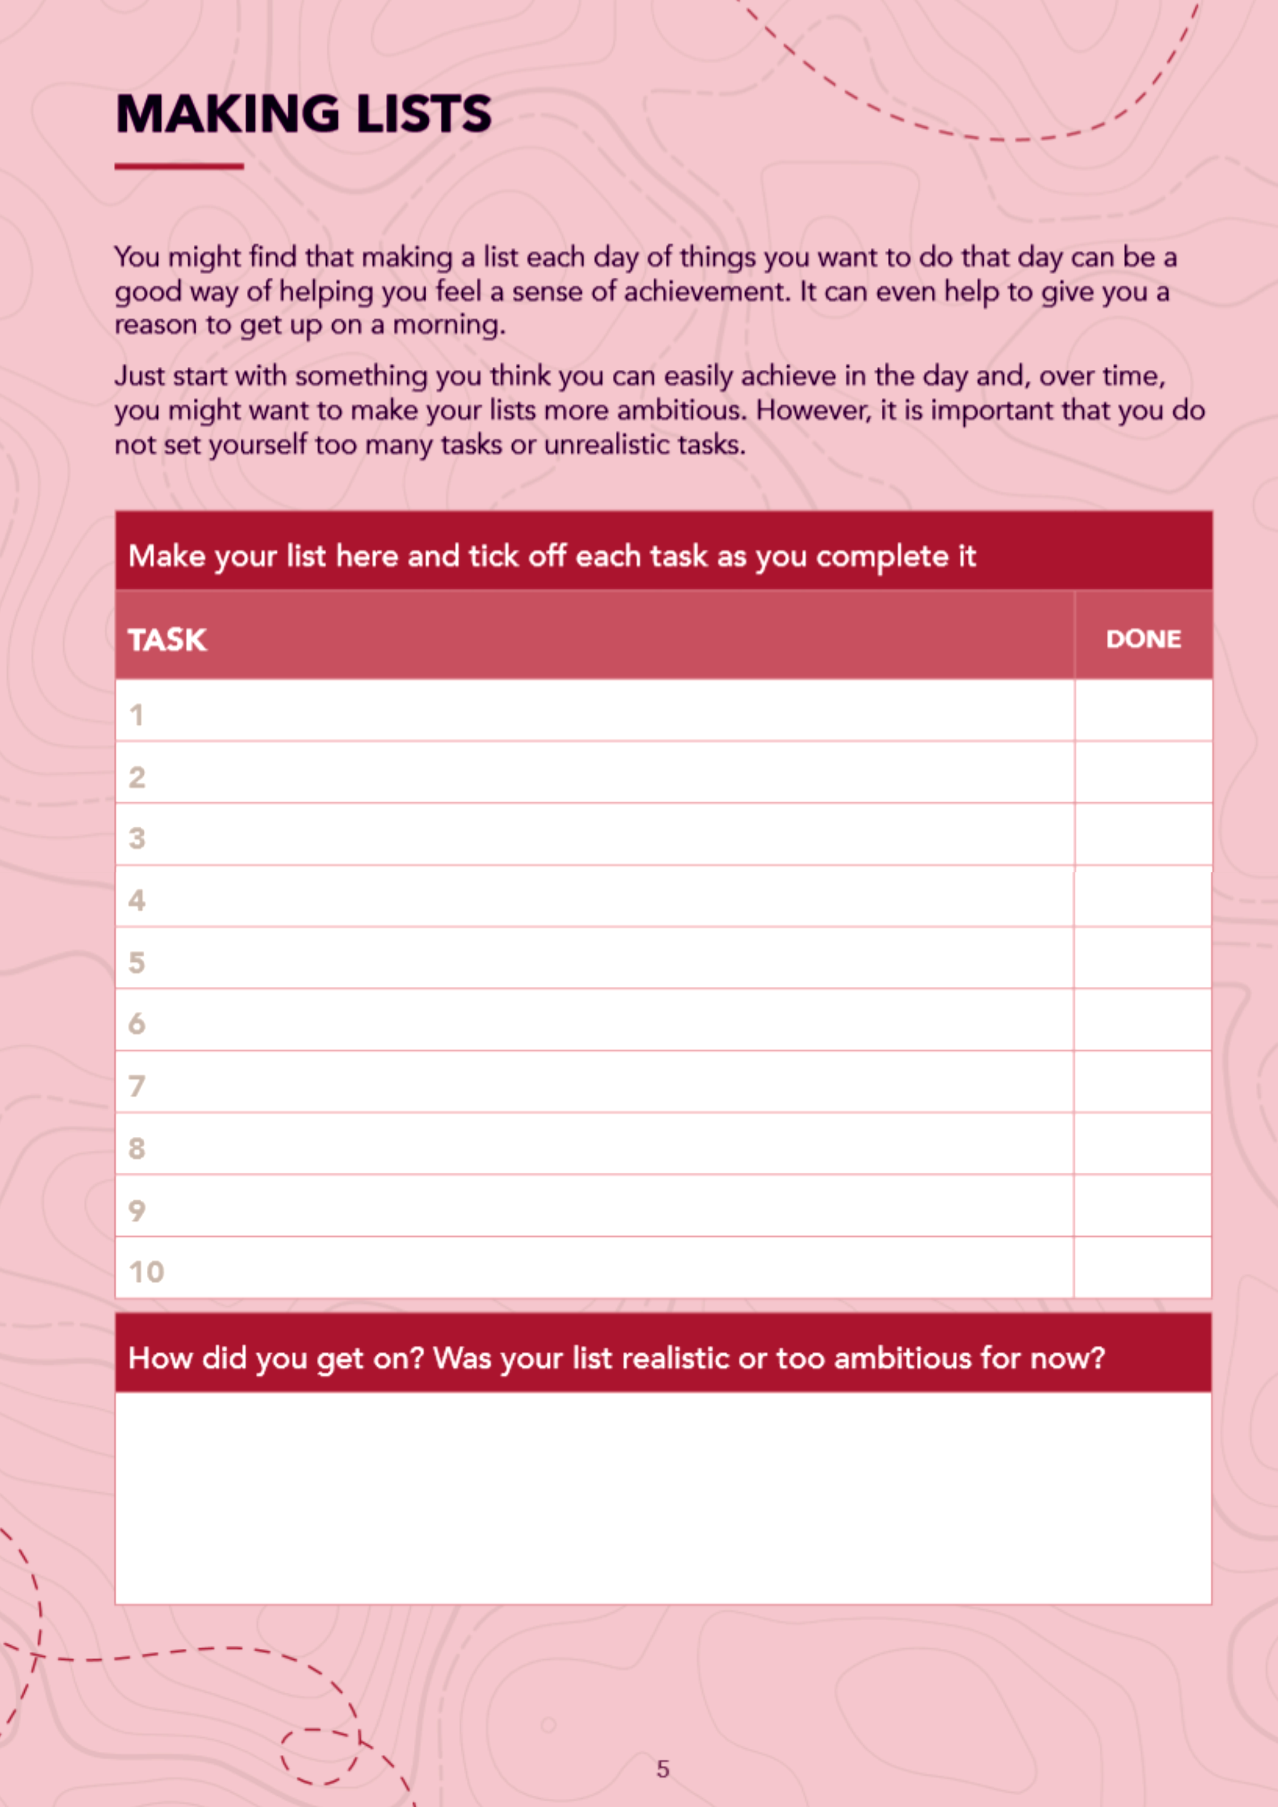 MAKING LISTS
You might find that making a list each day of things you want to do that day can be a
good way of helping you feel a sense of achievement. It can even help to give you a
reason to get up on a morning.
Just start with something you think you can easily achieve in the day and, over time,
you might want to make your lists more ambitious. However, it is important that you do
not set yourself too many tasks or unrealistic tasks.
Make your list here and tick off each task as you complete it
TASK DONE
1
2
3
4
5
6
7
8
9
10
How did you get on? Was your list realistic or too ambitious for now?
5